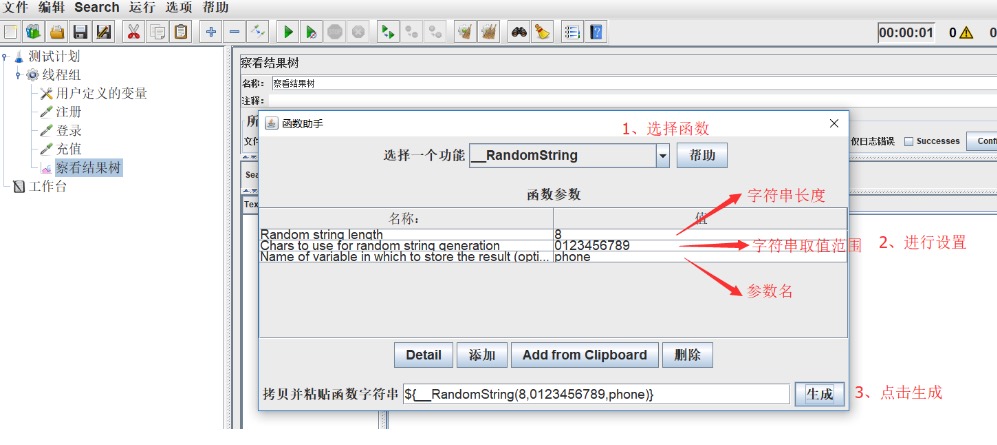 文件 编辑 Search 运行 选项 帮助
00:00:01 0 0
测试计划
线程组
用户定义的变量
注册
登录
充值
察看结果树
工作台
察看结果树
名称: 察看结果树
注释:
所
文件
仅日志错误 Successes Confi
Sea
Tex
函数助手
1、选择函数
选择一个功能 __RandomString 帮助
函数参数
名称: 值
Random string length 8
Chars to use for random string generation 0123456789
Name of variable in which to store the result (opti... phone
字符串长度
字符串取值范围
2、进行设置
参数名
Detail 添加 Add from Clipboard 删除
拷贝并粘贴函数字符串 ${__RandomString(8,0123456789,phone)} 生成
3、点击生成